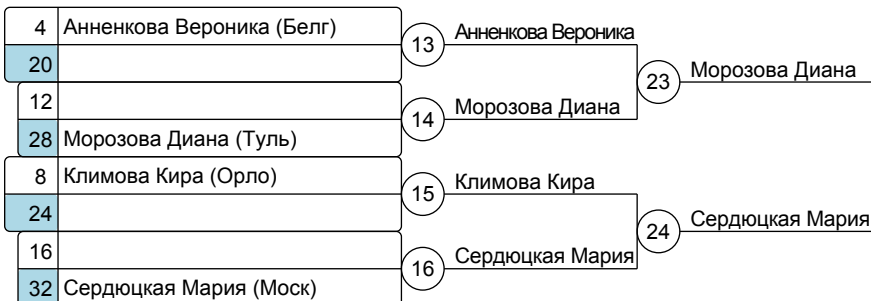 4 Анненкова Вероника (Белг)
13 Анненкова Вероника
20
23 Морозова Диана
12
14 Морозова Диана
28 Морозова Диана (Туль)
8 Климова Кира (Орло)
15 Климова Кира
24
24 Сердюцкая Мария
16
16 Сердюцкая Мария
32 Сердюцкая Мария (Моск)